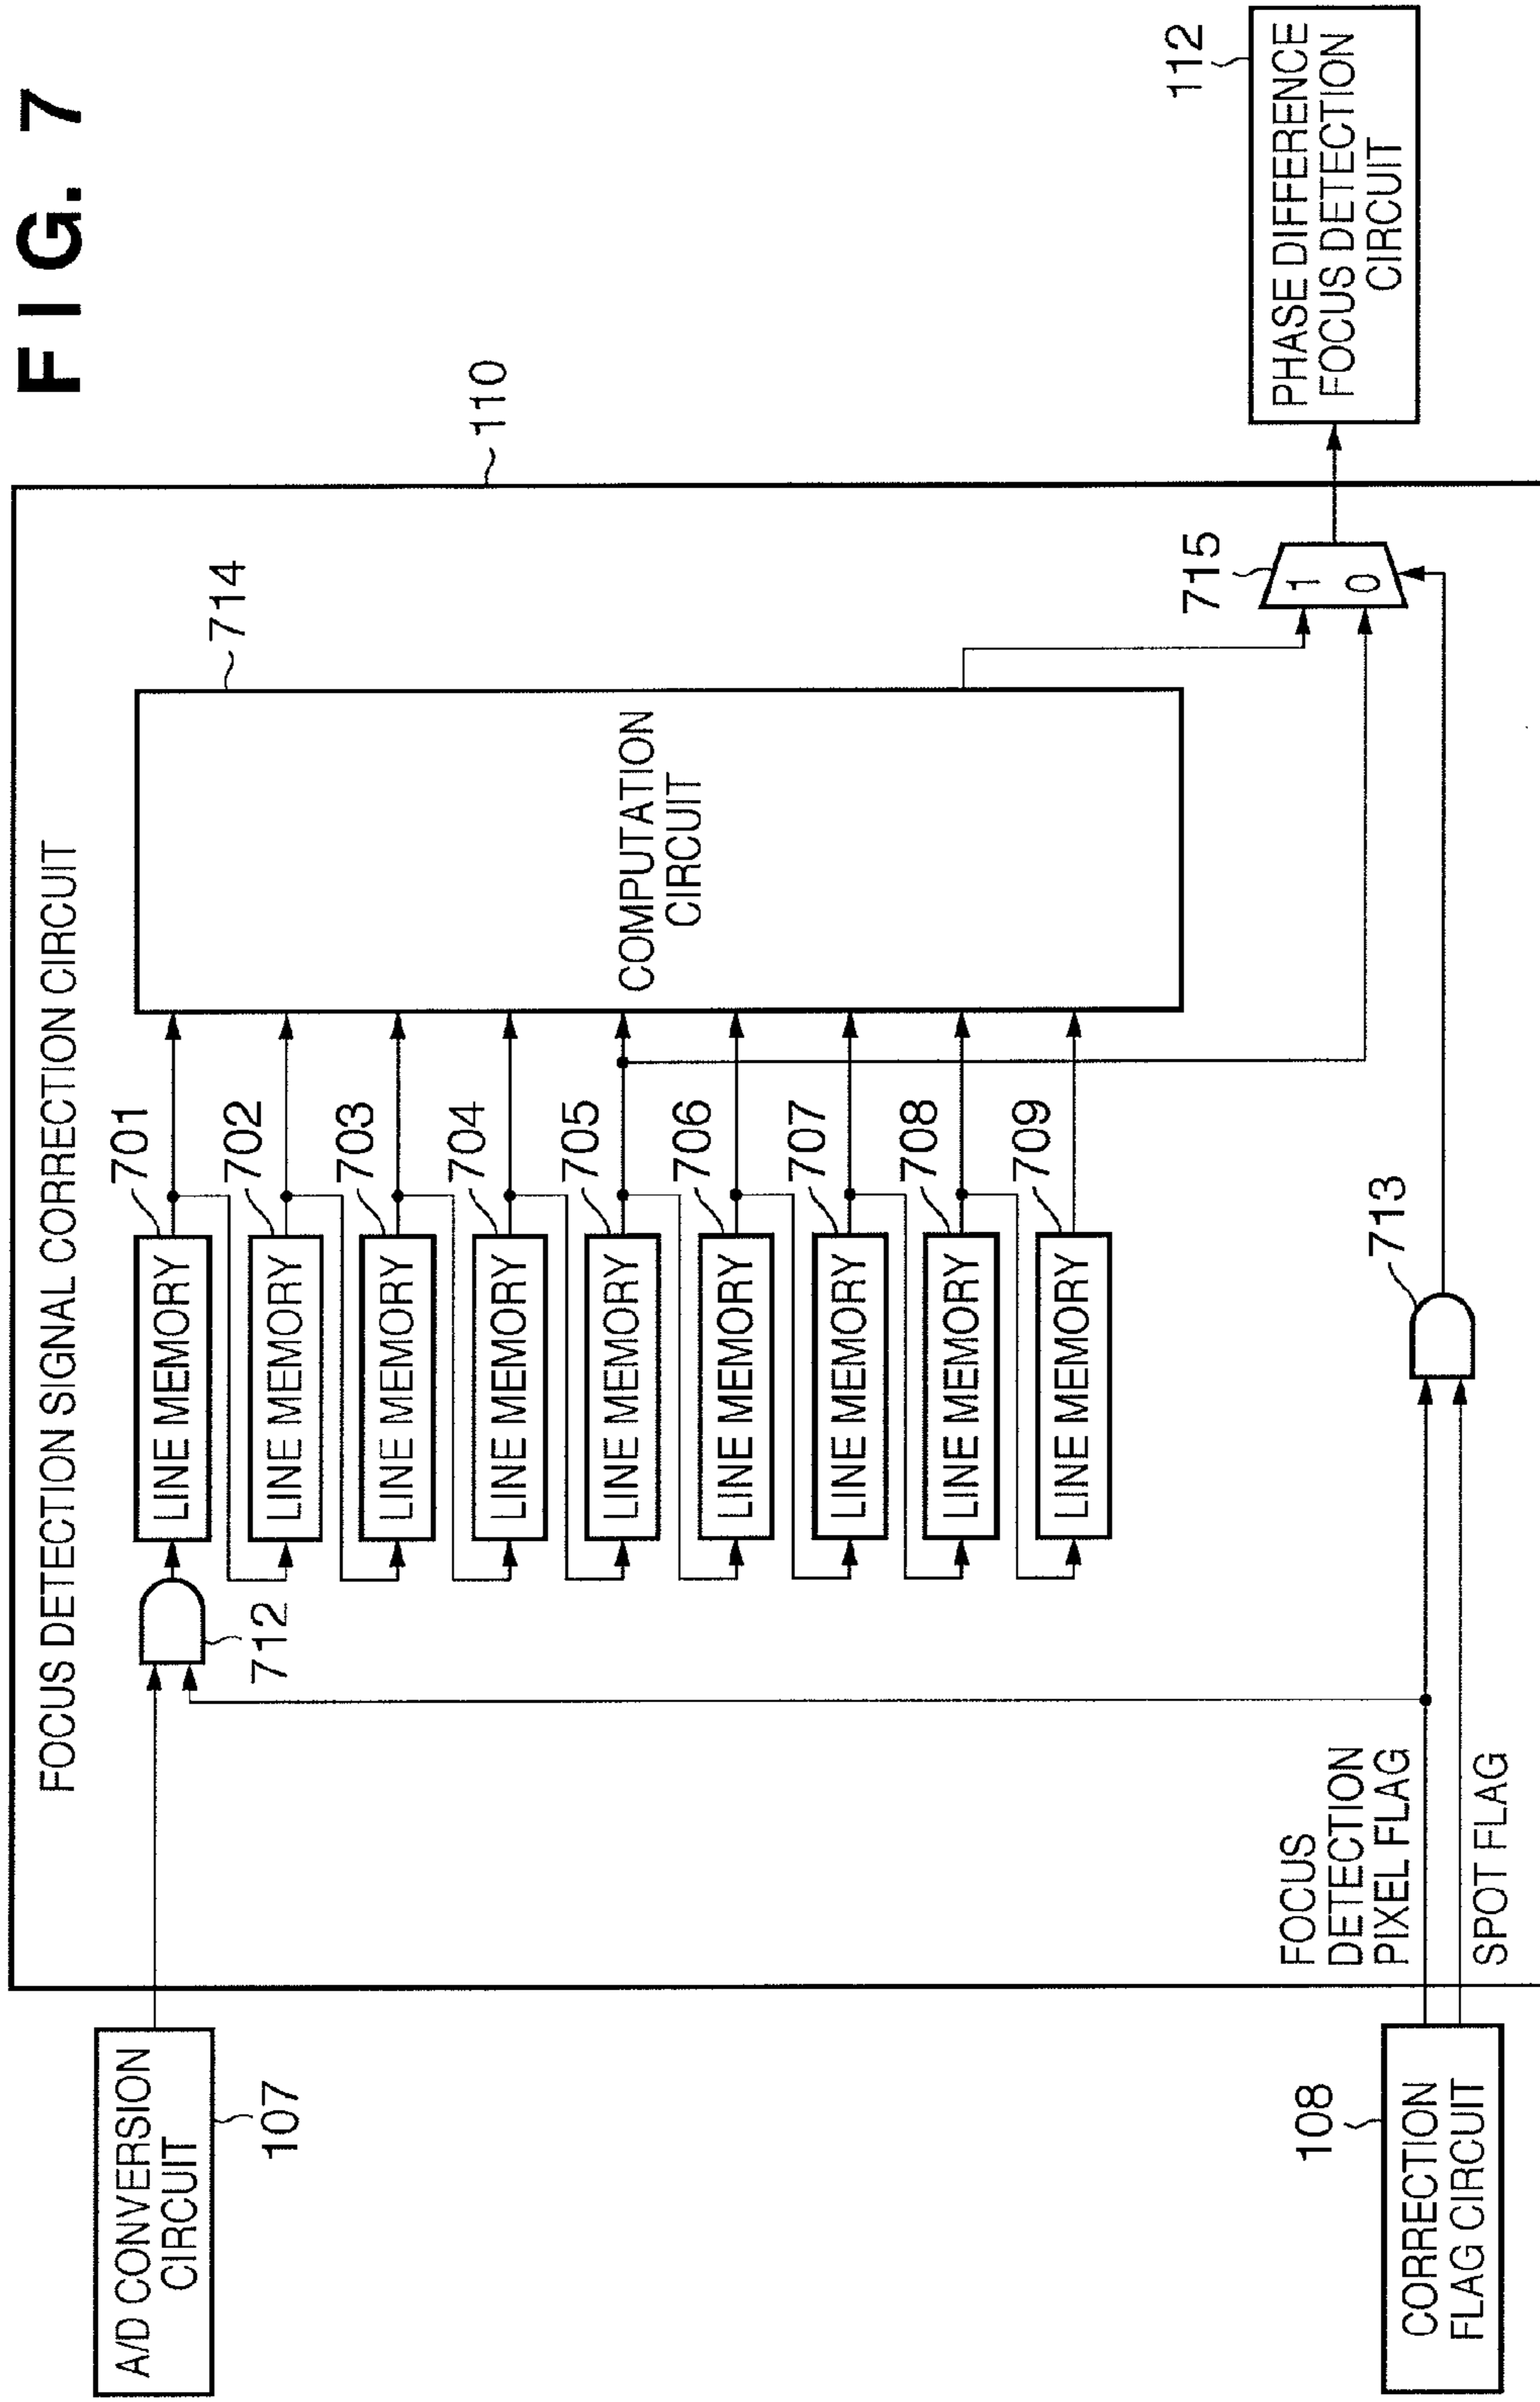 FIG. 7
FOCUS DETECTION SIGNAL CORRECTION CIRCUIT
110
A/D CONVERSION
CIRCUIT
107
712
LINE MEMORY
701
LINE MEMORY
702
LINE MEMORY
703
LINE MEMORY
704
LINE MEMORY
705
LINE MEMORY
706
LINE MEMORY
707
LINE MEMORY
708
LINE MEMORY
709
COMPUTATION
CIRCUIT
714
715
1
0
PHASE DIFFERENCE
FOCUS DETECTION
CIRCUIT
112
CORRECTION
FLAG CIRCUIT
108
FOCUS
DETECTION
PIXEL FLAG
SPOT FLAG
713